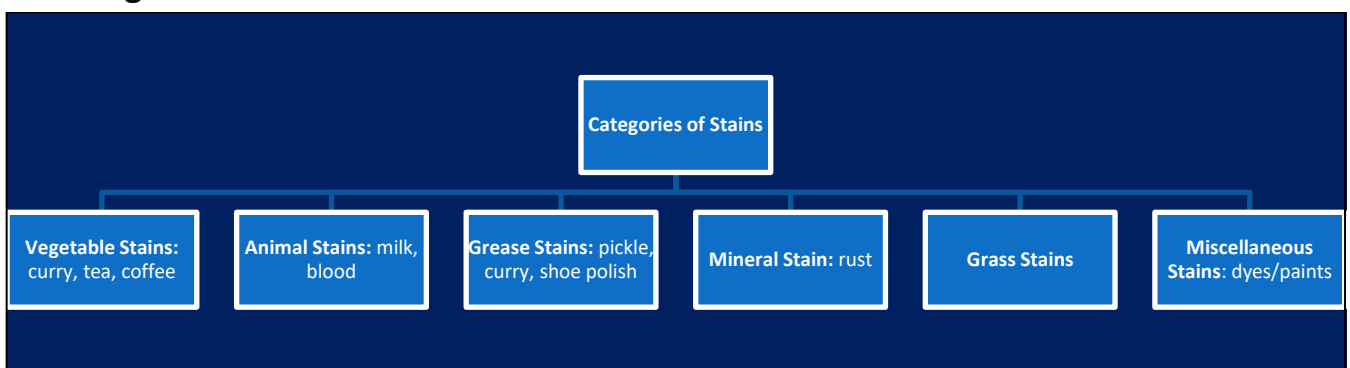 Categories of Stains
Vegetable Stains:
curry, tea, coffee
Animal Stains: milk,
blood
Grease Stains: pickle,
curry, shoe polish
Mineral Stain: rust
Grass Stains
Miscellaneous
Stains: dyes/paints